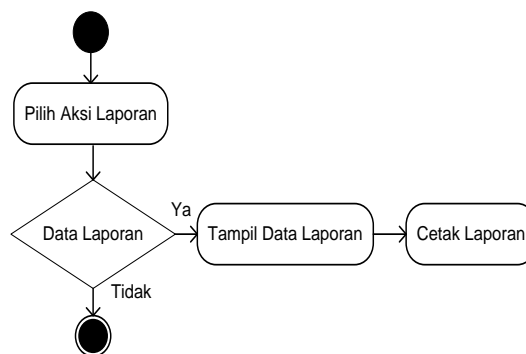 Pilih Aksi Laporan
Data Laporan
Ya
Tampil Data Laporan
Cetak Laporan
Tidak